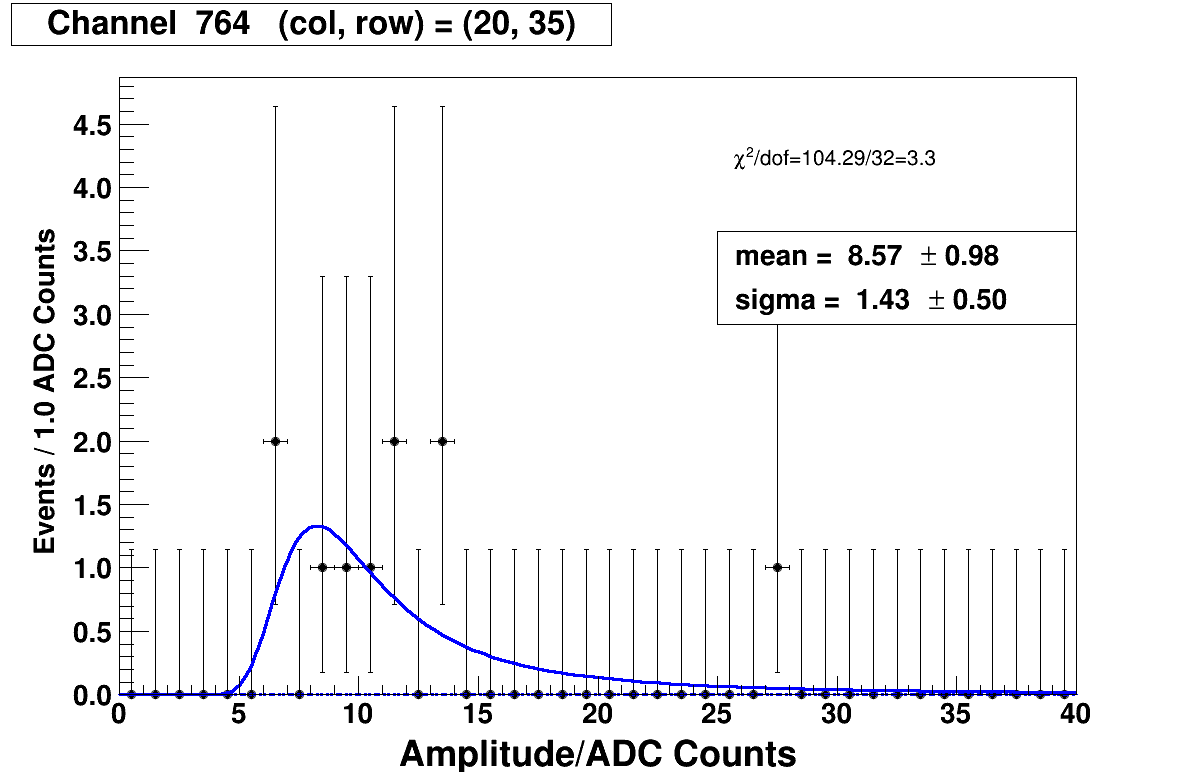 Channel 764 (col, row) = (20, 35)
χ²/dof=104.29/32=3.3
mean = 8.57 ± 0.98
sigma = 1.43 ± 0.50
Events / 1.0 ADC Counts
4.5
4.0
3.5
3.0
2.5
2.0
1.5
1.0
0.5
0.0
0 5 10 15 20 25 30 35 40
Amplitude/ADC Counts